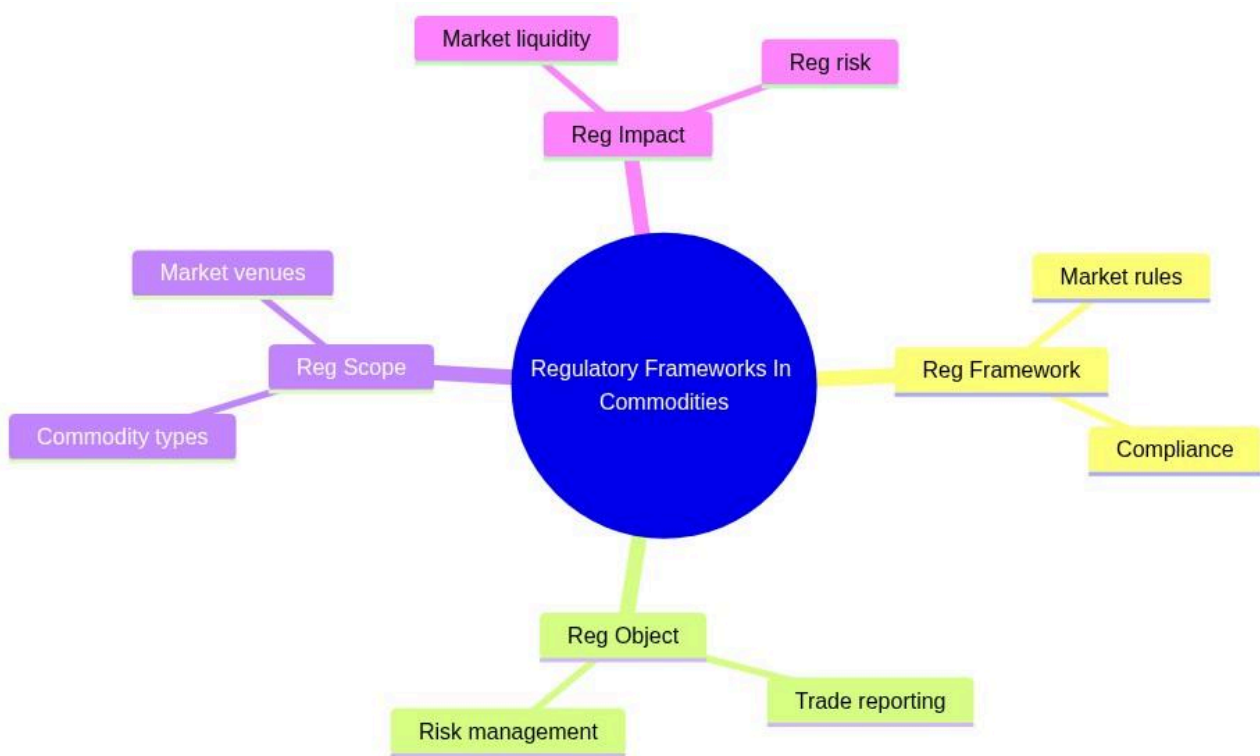 Market liquidity
Reg risk
Reg Impact
Market venues
Market rules
Reg Scope
Regulatory Frameworks In
Commodities
Reg Framework
Commodity types
Compliance
Reg Object
Trade reporting
Risk management